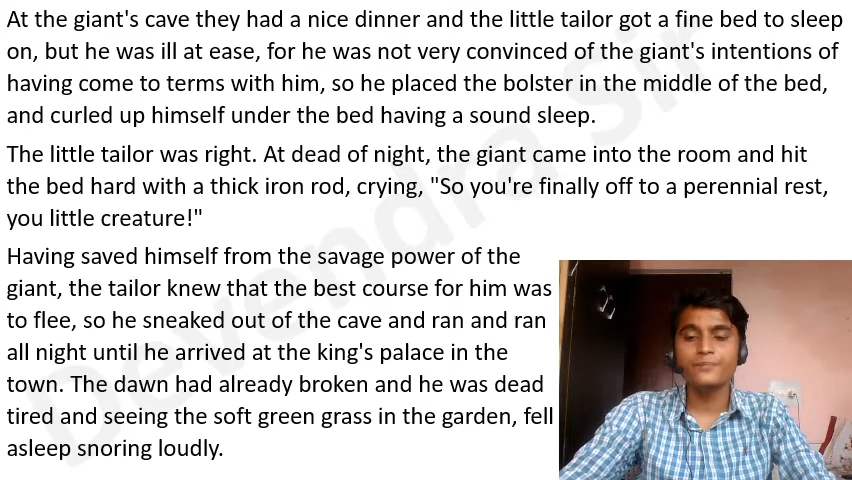 At the giant's cave they had a nice dinner and the little tailor got a fine bed to sleep
on, but he was ill at ease, for he was not very convinced of the giant's intentions of
having come to terms with him, so he placed the bolster in the middle of the bed,
and curled up himself under the bed having a sound sleep.
The little tailor was right. At dead of night, the giant came into the room and hit
the bed hard with a thick iron rod, crying, "So you're finally off to a perennial rest,
you little creature!"
Having saved himself from the savage power of the
giant, the tailor knew that the best course for him was
to flee, so he sneaked out of the cave and ran and ran
all night until he arrived at the king's palace in the
town. The dawn had already broken and he was dead
tired and seeing the soft green grass in the garden, fell
asleep snoring loudly.
Devendra Sir